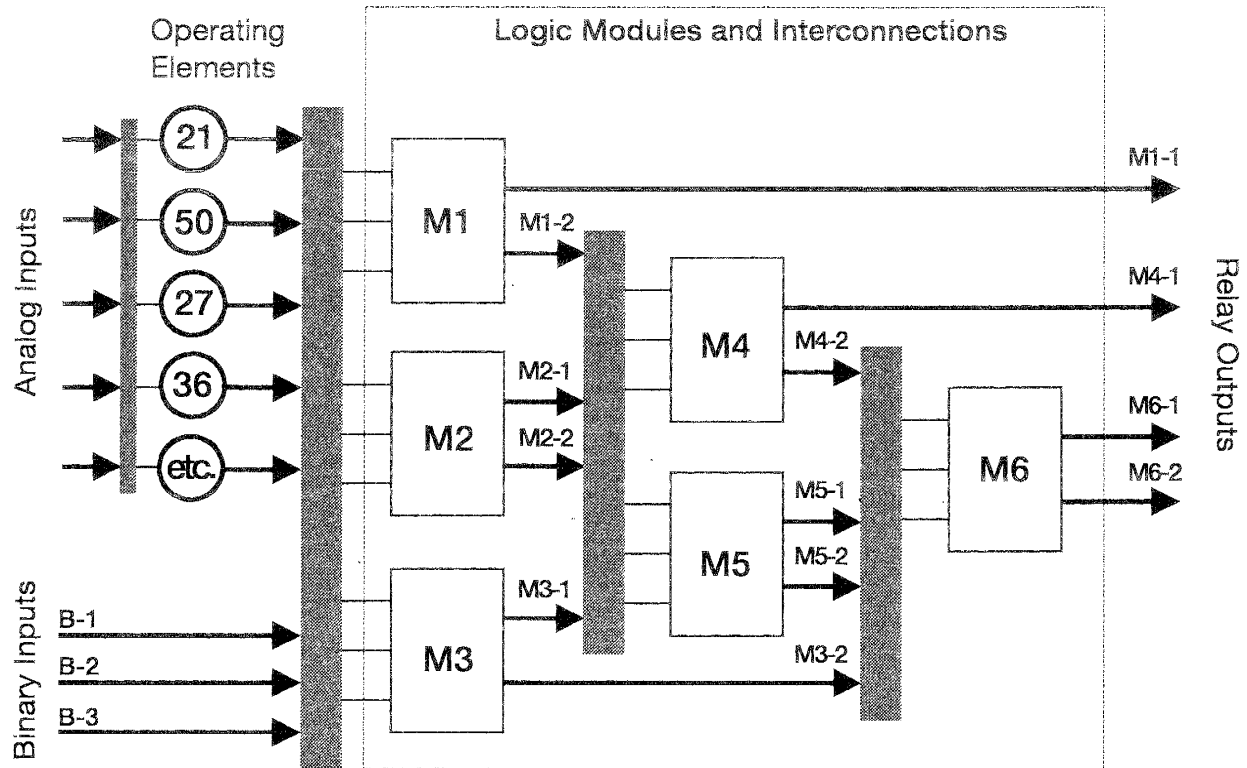 Operating
Elements
Logic Modules and Interconnections
Analog Inputs
21
50
27
36
etc.
Binary Inputs
B-1
B-2
B-3
M1
M1-1
M1-2
M2
M2-1
M2-2
M3
M3-1
M3-2
M4
M4-1
M4-2
M5
M5-1
M5-2
M6
M6-1
M6-2
Relay Outputs